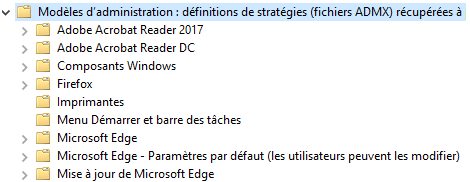 Modèles d'administration : définitions de stratégies (fichiers ADMX) récupérées à
Adobe Acrobat Reader 2017
Adobe Acrobat Reader DC
Composants Windows
Firefox
Imprimantes
Menu Démarrer et barre des tâches
Microsoft Edge
Microsoft Edge - Paramètres par défaut (les utilisateurs peuvent les modifier)
Mise à jour de Microsoft Edge